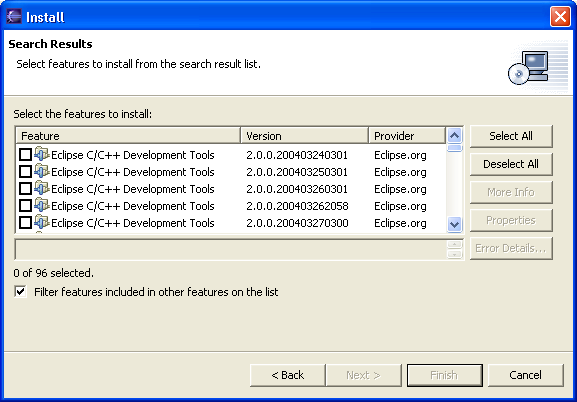 Install
Search Results
Select features to install from the search result list.
Select the features to install:
Feature Version Provider
Eclipse C/C++ Development Tools 2.0.0.200403240301 Eclipse.org
Eclipse C/C++ Development Tools 2.0.0.200403250301 Eclipse.org
Eclipse C/C++ Development Tools 2.0.0.200403260301 Eclipse.org
Eclipse C/C++ Development Tools 2.0.0.200403262058 Eclipse.org
Eclipse C/C++ Development Tools 2.0.0.200403270300 Eclipse.org
Select All
Deselect All
More Info
Properties
Error Details...
0 of 96 selected.
Filter features included in other features on the list
< Back Next > Finish Cancel